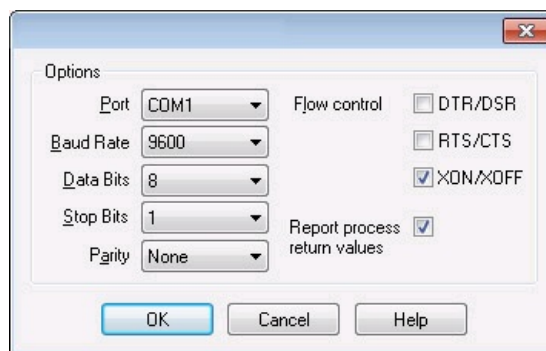 Options
Port COM1 Flow control DTR/DSR
Baud Rate 9600 RTS/CTS
Data Bits 8 XON/XOFF
Stop Bits 1
Report process
return values
Parity None
OK Cancel Help